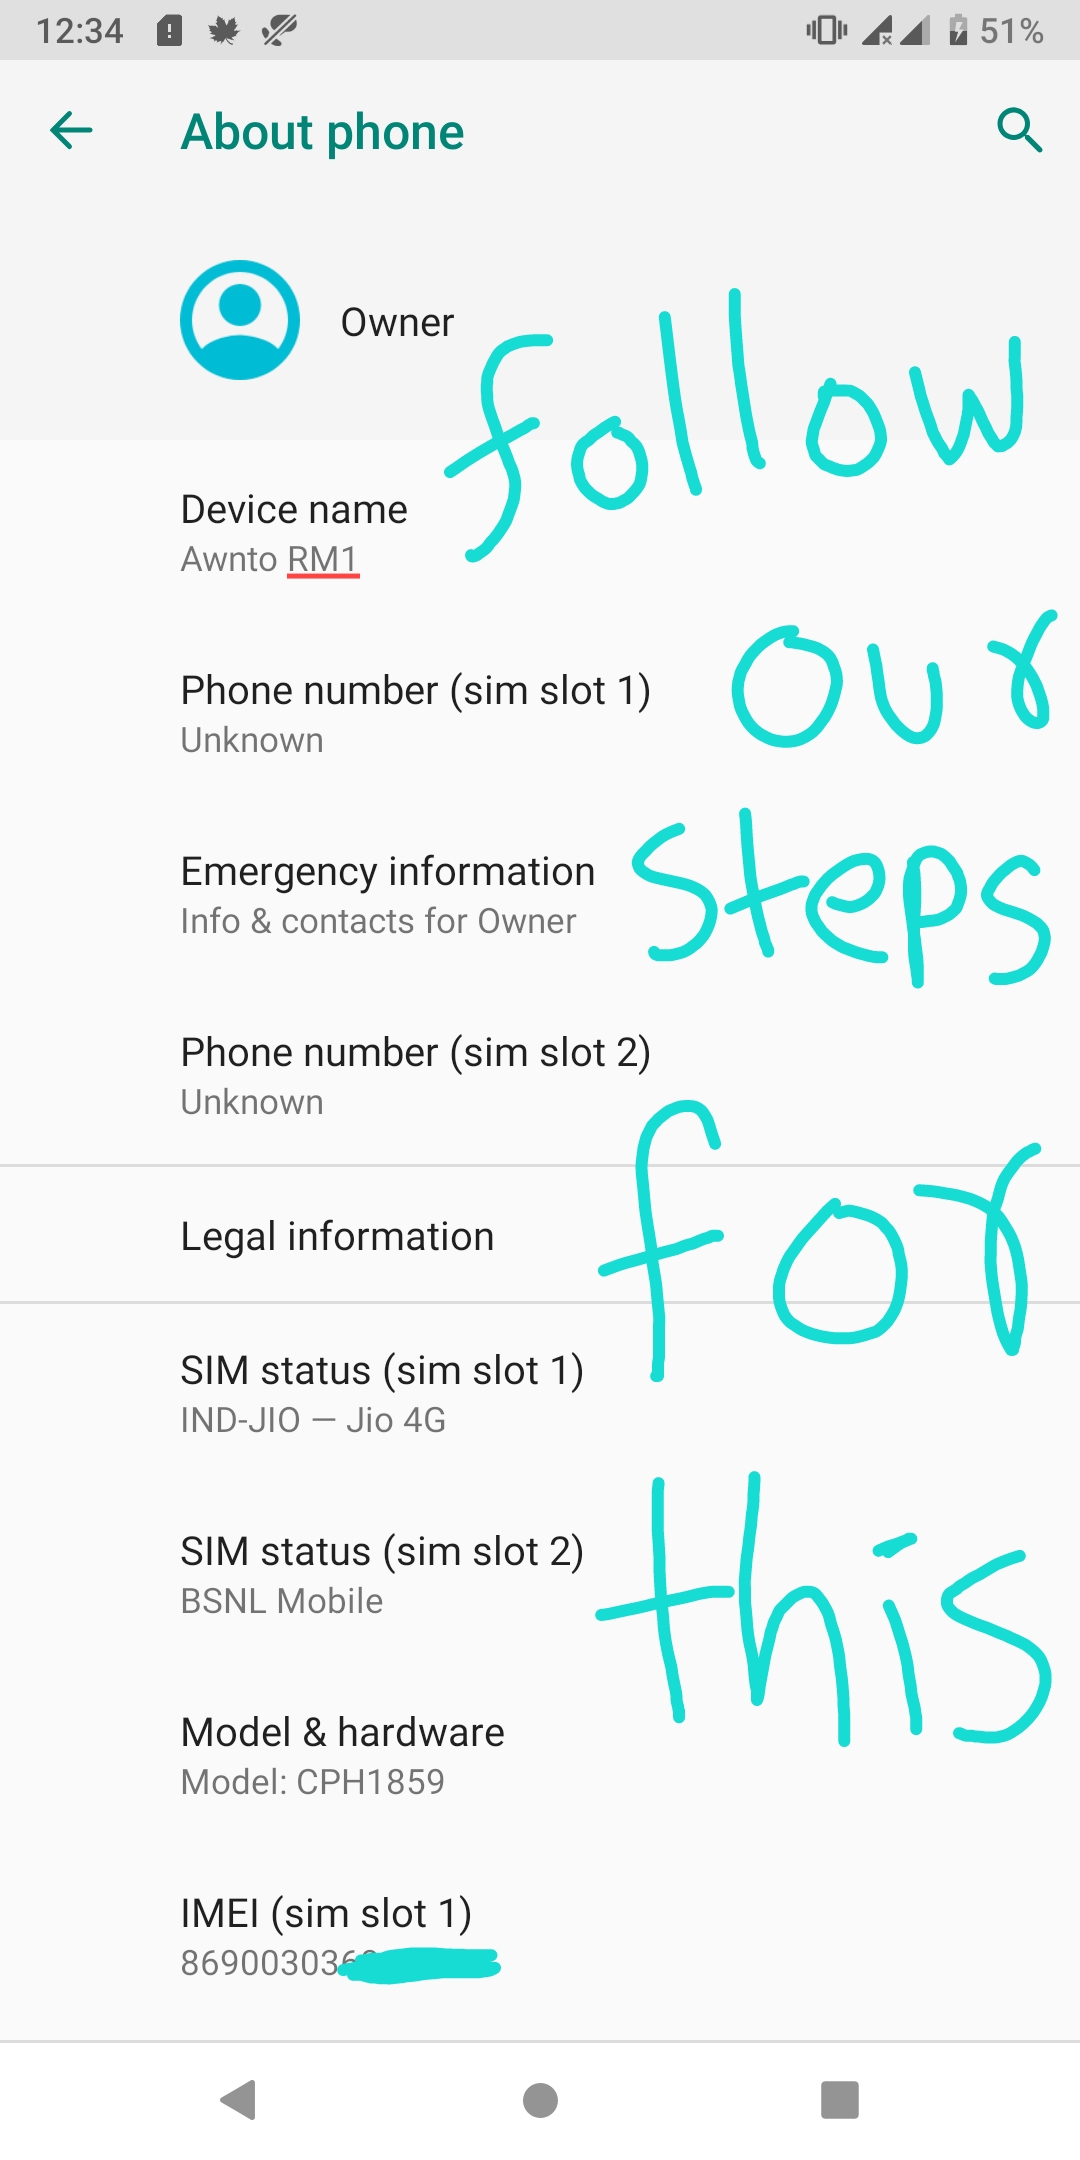 12:34 51%
About phone
Owner
follow
Device name
Awnto RM1
our
Phone number (sim slot 1)
Unknown
steps
Emergency information
Info & contacts for Owner
Phone number (sim slot 2)
Unknown
for
Legal information
SIM status (sim slot 1)
IND-JIO — Jio 4G
this
SIM status (sim slot 2)
BSNL Mobile
Model & hardware
Model: CPH1859
IMEI (sim slot 1)
869003036